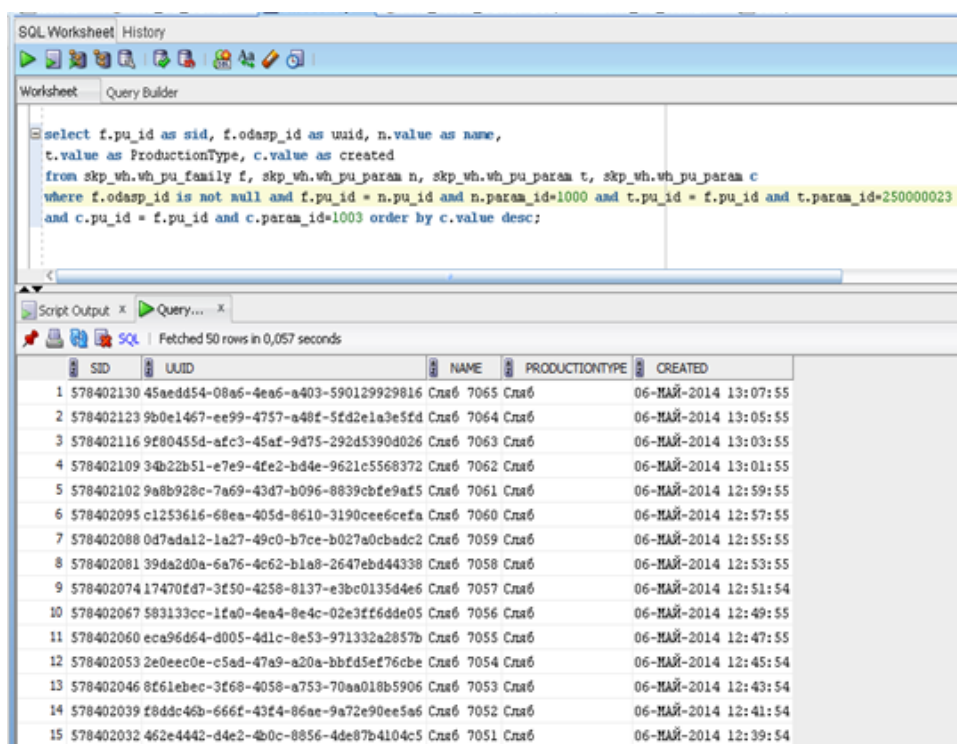 SQL Worksheet History
Worksheet Query Builder
select f.pu_id as sid, f.odasp_id as uuid, n.value as name,
t.value as ProductionType, c.value as created
from skp_wh.wh_pu_family f, skp_wh.wh_pu_param n, skp_wh.wh_pu_param t, skp_wh.wh_pu_param c
where f.odasp_id is not null and f.pu_id = n.pu_id and n.param_id=1000 and t.pu_id = f.pu_id and t.param_id=250000023
and c.pu_id = f.pu_id and c.param_id=1003 order by c.value desc;
Script Output x Query... x
SQL | Fetched 50 rows in 0,057 seconds
SID UUID NAME PRODUCTIONTYPE CREATED
1 578402130 45aedd54-08a6-4ea6-a403-590129929816 Сляб 7065 Сляб 06-МАЙ-2014 13:07:55
2 578402123 9b0e1467-ee99-4757-a48f-5fd2e1a3e5fd Сляб 7064 Сляб 06-МАЙ-2014 13:05:55
3 578402116 9f80455d-afc3-45af-9d75-292d5390d026 Сляб 7063 Сляб 06-МАЙ-2014 13:03:55
4 578402109 34b22b51-e7e9-4fe2-bd4e-9621c5568372 Сляб 7062 Сляб 06-МАЙ-2014 13:01:55
5 578402102 9a8b928c-7a69-43d7-b096-8839cbfe9af5 Сляб 7061 Сляб 06-МАЙ-2014 12:59:55
6 578402095 c1253616-68ea-405d-8610-3190cee6cefa Сляб 7060 Сляб 06-МАЙ-2014 12:57:55
7 578402088 0d7ada12-1a27-49c0-b7ce-b027a0cbadc2 Сляб 7059 Сляб 06-МАЙ-2014 12:55:55
8 578402081 39da2d0a-6a76-4c62-b1a8-2647ebd44338 Сляб 7058 Сляб 06-МАЙ-2014 12:53:55
9 578402074 17470fd7-3f50-4258-8137-e3bc0135d4e6 Сляб 7057 Сляб 06-МАЙ-2014 12:51:54
10 578402067 583133cc-1fa0-4ea4-8e4c-02e3ff6dde05 Сляб 7056 Сляб 06-МАЙ-2014 12:49:55
11 578402060 eca96d64-d005-4d1c-8e53-971332a2857b Сляб 7055 Сляб 06-МАЙ-2014 12:47:55
12 578402053 2e0eec0e-c5ad-47a9-a20a-bbfd5ef76cbe Сляб 7054 Сляб 06-МАЙ-2014 12:45:54
13 578402046 8f61ebec-3f68-4058-a753-70aa018b5906 Сляб 7053 Сляб 06-МАЙ-2014 12:43:54
14 578402039 f8ddc46b-666f-43f4-86ae-9a72e90ee5a6 Сляб 7052 Сляб 06-МАЙ-2014 12:41:54
15 578402032 462e4442-d4e2-4b0c-8856-4de87b4104c5 Сляб 7051 Сляб 06-МАЙ-2014 12:39:54